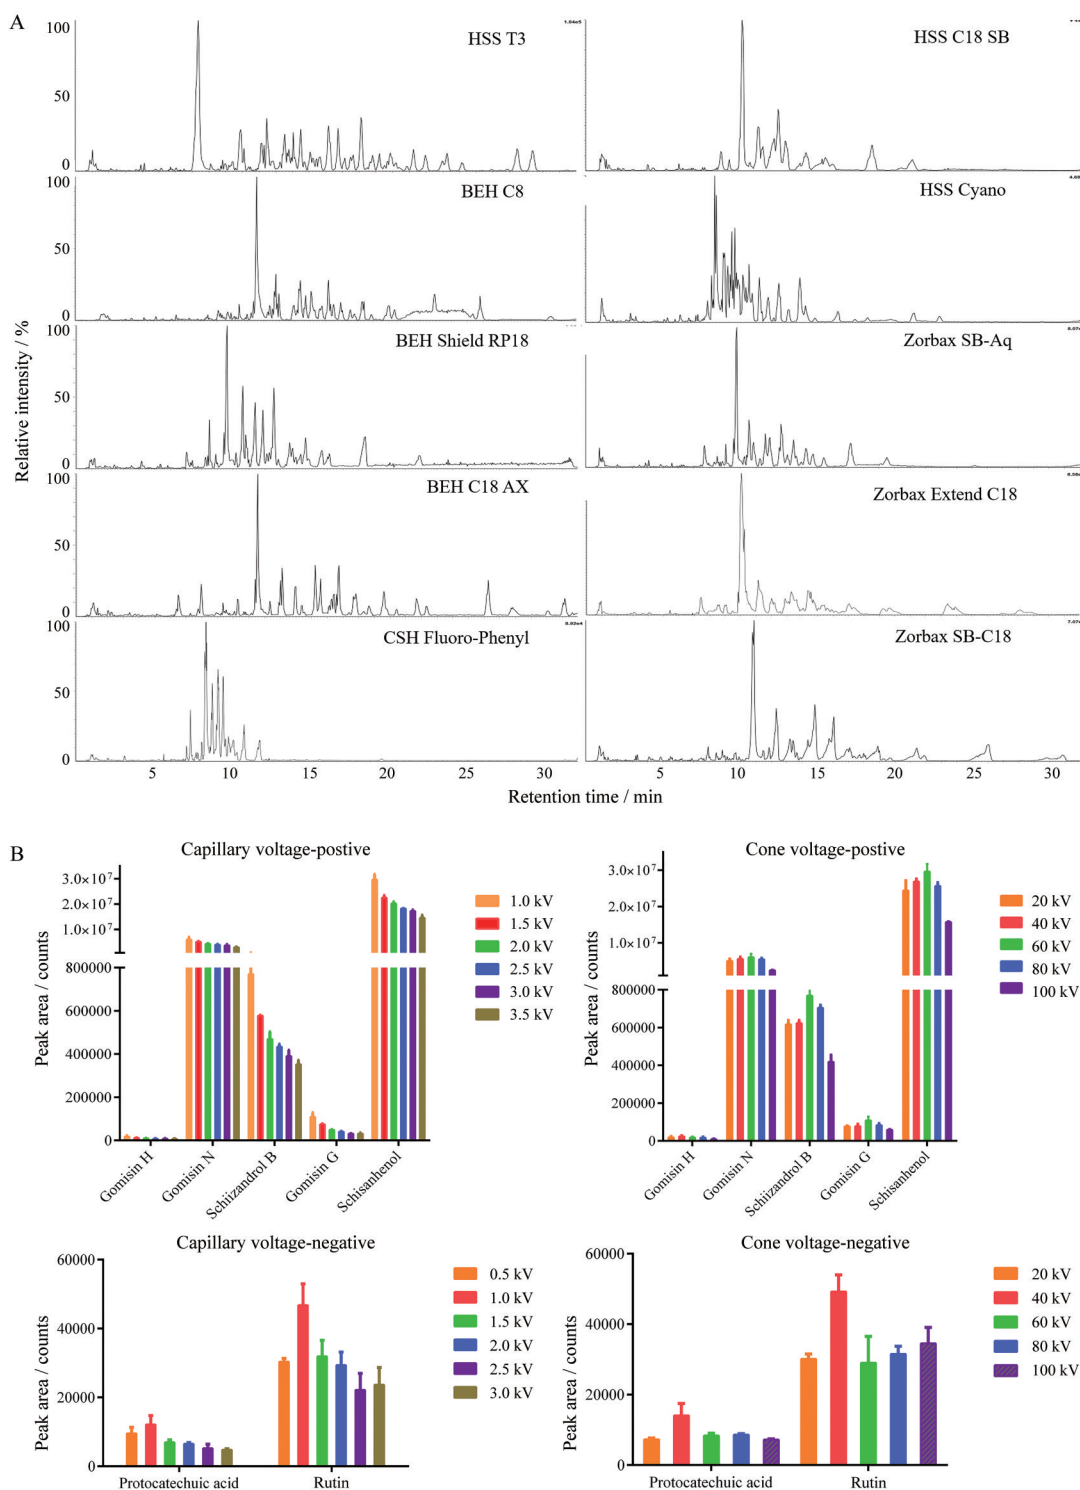 A
HSS T3
1.04e5
HSS C18 SB
100
50
0
BEH C8
HSS Cyano
100
50
0
BEH Shield RP18
Zorbax SB-Aq
100
50
0
BEH C18 AX
Zorbax Extend C18
100
50
0
CSH Fluoro-Phenyl
Zorbax SB-C18
100
50
0
Relative intensity / %
5 10 15 20 25 30
5 10 15 20 25 30
Retention time / min
B
Capillary voltage-postive
3.0×10⁷
2.0×10⁷
1.0×10⁷
800000
600000
400000
200000
0
Peak area / counts
Gomisin H
Gomisin N
Schiizandrol B
Gomisin G
Schisanhenol
1.0 kV
1.5 kV
2.0 kV
2.5 kV
3.0 kV
3.5 kV
Cone voltage-postive
3.0×10⁷
1.0×10⁷
800000
600000
400000
200000
0
Peak area / counts
Gomisin H
Gomisin N
Schiizandrol B
Gomisin G
Schisanhenol
20 kV
40 kV
60 kV
80 kV
100 kV
Capillary voltage-negative
60000
40000
20000
0
Peak area / counts
Protocatechuic acid
Rutin
0.5 kV
1.0 kV
1.5 kV
2.0 kV
2.5 kV
3.0 kV
Cone voltage-negative
60000
40000
20000
0
Peak area / counts
Protocatechuic acid
Rutin
20 kV
40 kV
60 kV
80 kV
100 kV